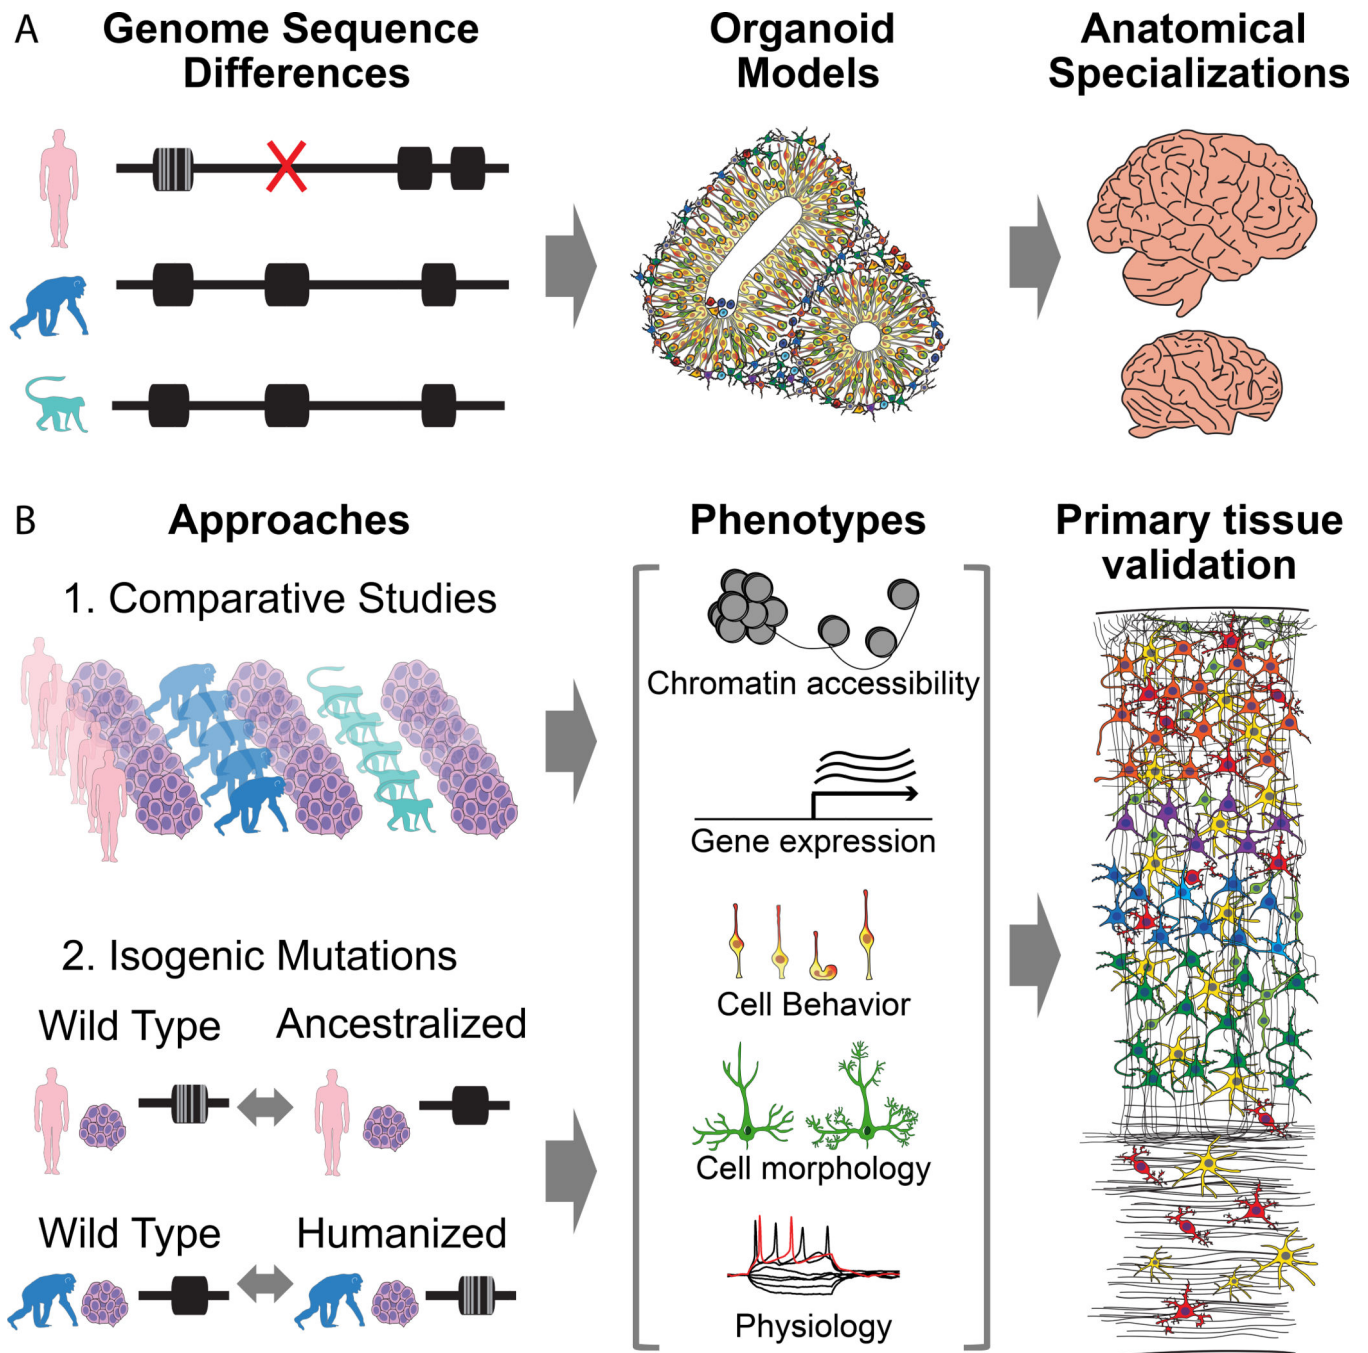 A
Genome Sequence
Differences
Organoid
Models
Anatomical
Specializations
B
Approaches
Phenotypes
Primary tissue
validation
1. Comparative Studies
Chromatin accessibility
Gene expression
2. Isogenic Mutations
Cell Behavior
Wild Type
Ancestralized
Cell morphology
Wild Type
Humanized
Physiology